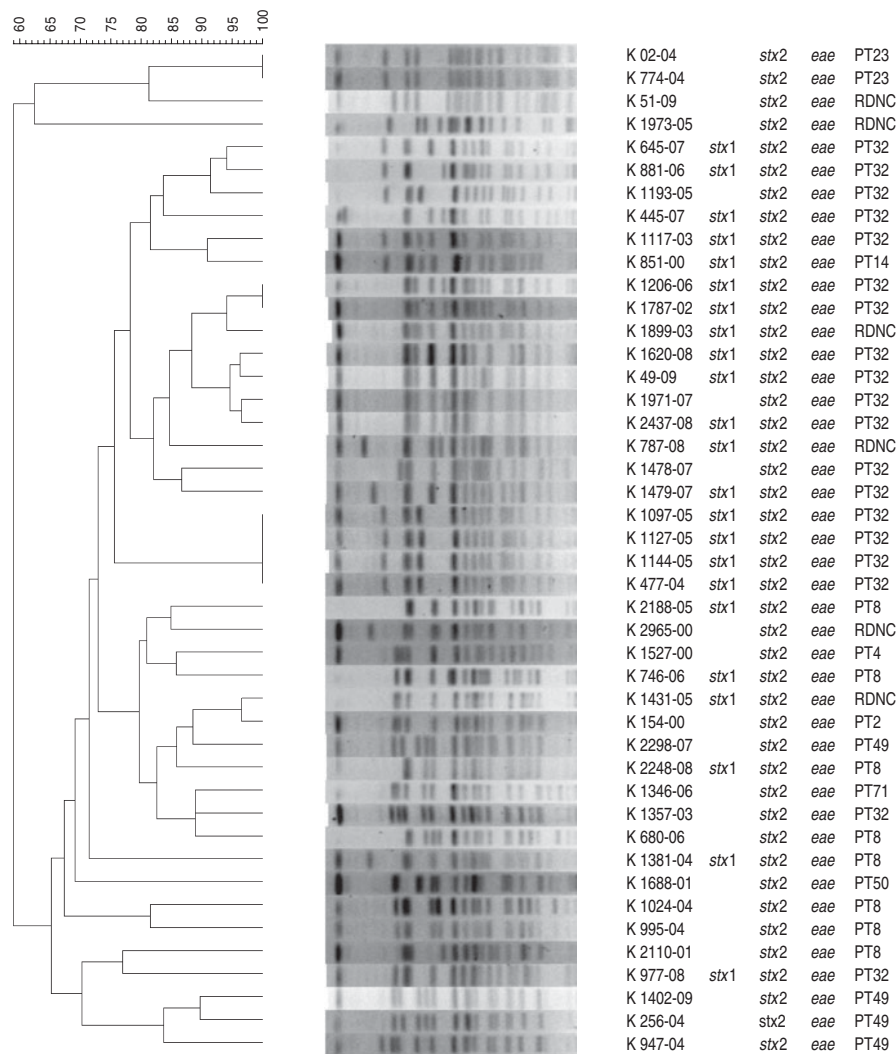 60 65 70 75 80 85 90 95 100
K 02-04 stx2 eae PT23
K 774-04 stx2 eae PT23
K 51-09 stx2 eae RDNC
K 1973-05 stx2 eae RDNC
K 645-07 stx1 stx2 eae PT32
K 881-06 stx1 stx2 eae PT32
K 1193-05 stx2 eae PT32
K 445-07 stx1 stx2 eae PT32
K 1117-03 stx1 stx2 eae PT32
K 851-00 stx1 stx2 eae PT14
K 1206-06 stx1 stx2 eae PT32
K 1787-02 stx1 stx2 eae PT32
K 1899-03 stx1 stx2 eae RDNC
K 1620-08 stx1 stx2 eae PT32
K 49-09 stx1 stx2 eae PT32
K 1971-07 stx2 eae PT32
K 2437-08 stx1 stx2 eae PT32
K 787-08 stx1 stx2 eae RDNC
K 1478-07 stx2 eae PT32
K 1479-07 stx1 stx2 eae PT32
K 1097-05 stx1 stx2 eae PT32
K 1127-05 stx1 stx2 eae PT32
K 1144-05 stx1 stx2 eae PT32
K 477-04 stx1 stx2 eae PT32
K 2188-05 stx1 stx2 eae PT8
K 2965-00 stx2 eae RDNC
K 1527-00 stx2 eae PT4
K 746-06 stx1 stx2 eae PT8
K 1431-05 stx1 stx2 eae RDNC
K 154-00 stx2 eae PT2
K 2298-07 stx2 eae PT49
K 2248-08 stx1 stx2 eae PT8
K 1346-06 stx2 eae PT71
K 1357-03 stx2 eae PT32
K 680-06 stx2 eae PT8
K 1381-04 stx1 stx2 eae PT8
K 1688-01 stx2 eae PT50
K 1024-04 stx2 eae PT8
K 995-04 stx2 eae PT8
K 2110-01 stx2 eae PT8
K 977-08 stx1 stx2 eae PT32
K 1402-09 stx2 eae PT49
K 256-04 stx2 eae PT49
K 947-04 stx2 eae PT49